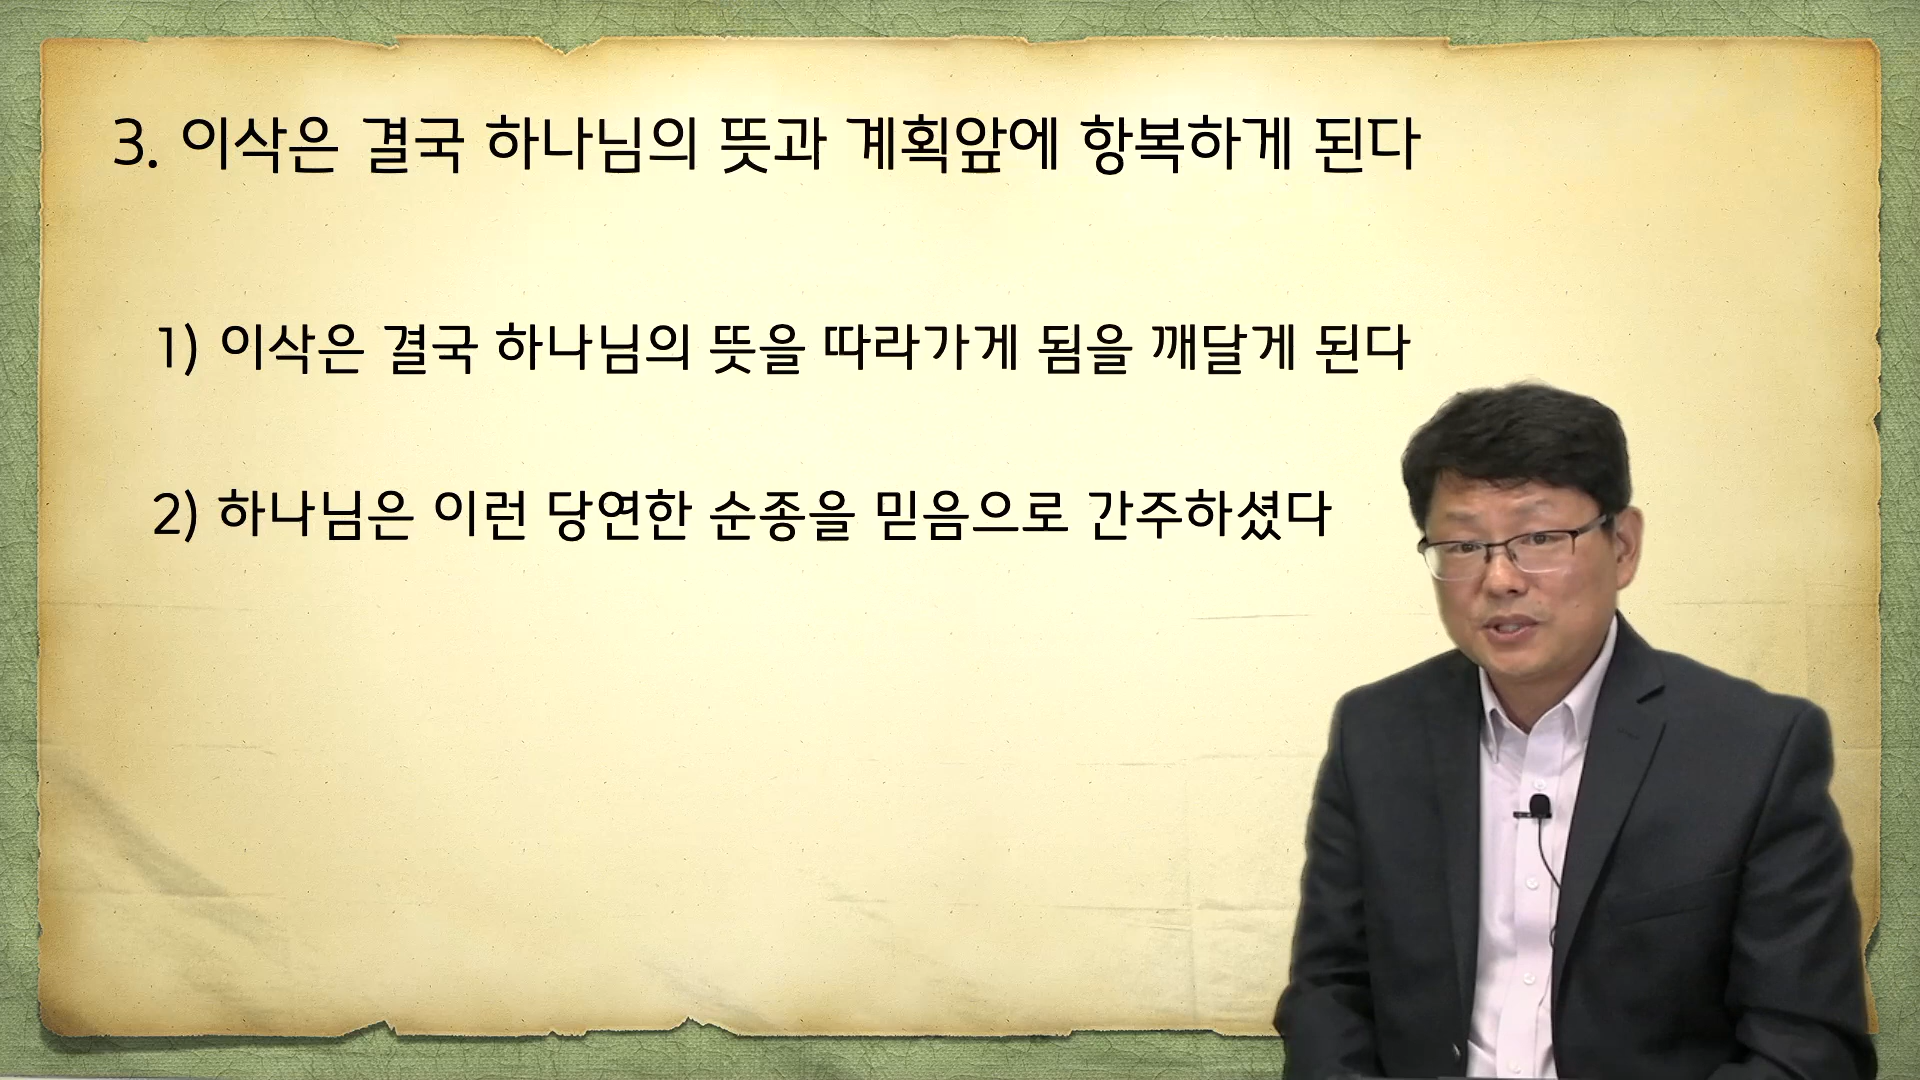 3. 이삭은 결국 하나님의 뜻과 계획앞에 항복하게 된다
1) 이삭은 결국 하나님의 뜻을 따라가게 됨을 깨달게 된다
2) 하나님은 이런 당연한 순종을 믿음으로 간주하셨다